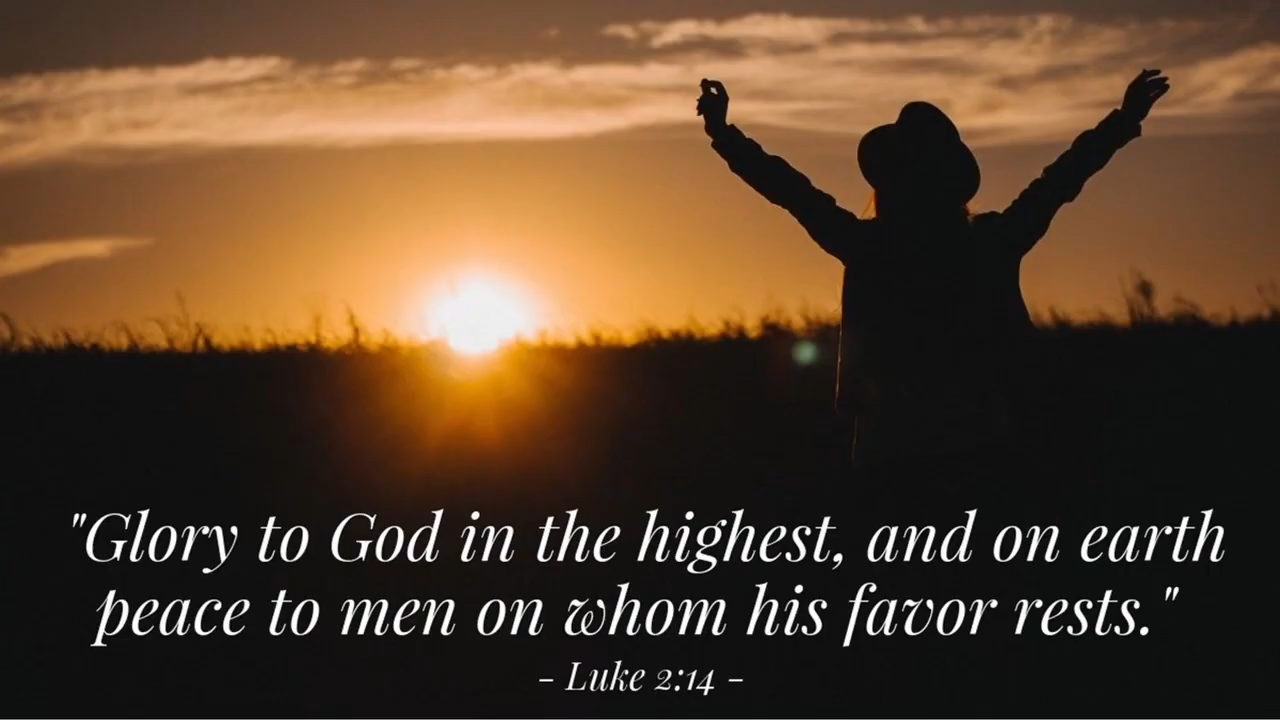 "Glory to God in the highest, and on earth
peace to men on whom his favor rests."
- Luke 2:14 -